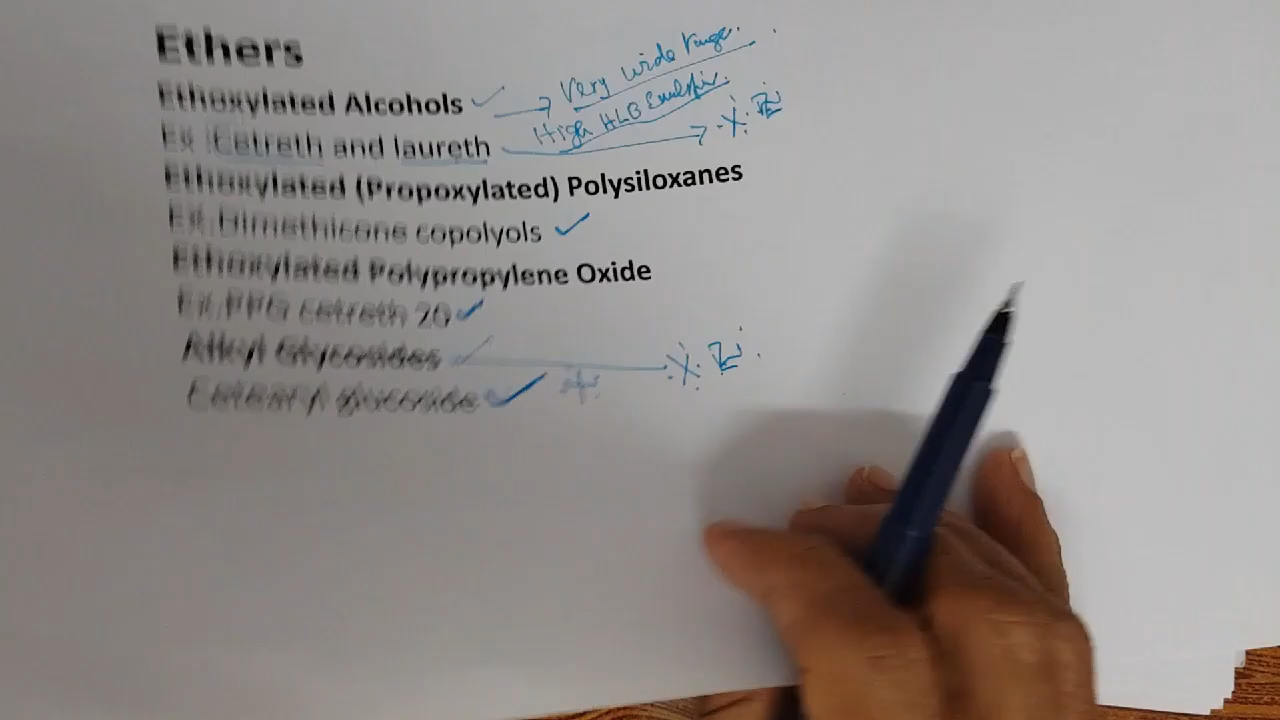 Ethers
Ethoxylated Alcohols
Very wide range.
Ex :Cetreth and laureth
High HLB
Ethoxylated (Propoxylated) Polysiloxanes
EX:Dimethicone copolyols
Ethoxylated Polypropylene Oxide
Ex:PPG cetreth 20
Alkyl Glycosides
Cetearyl glucoside